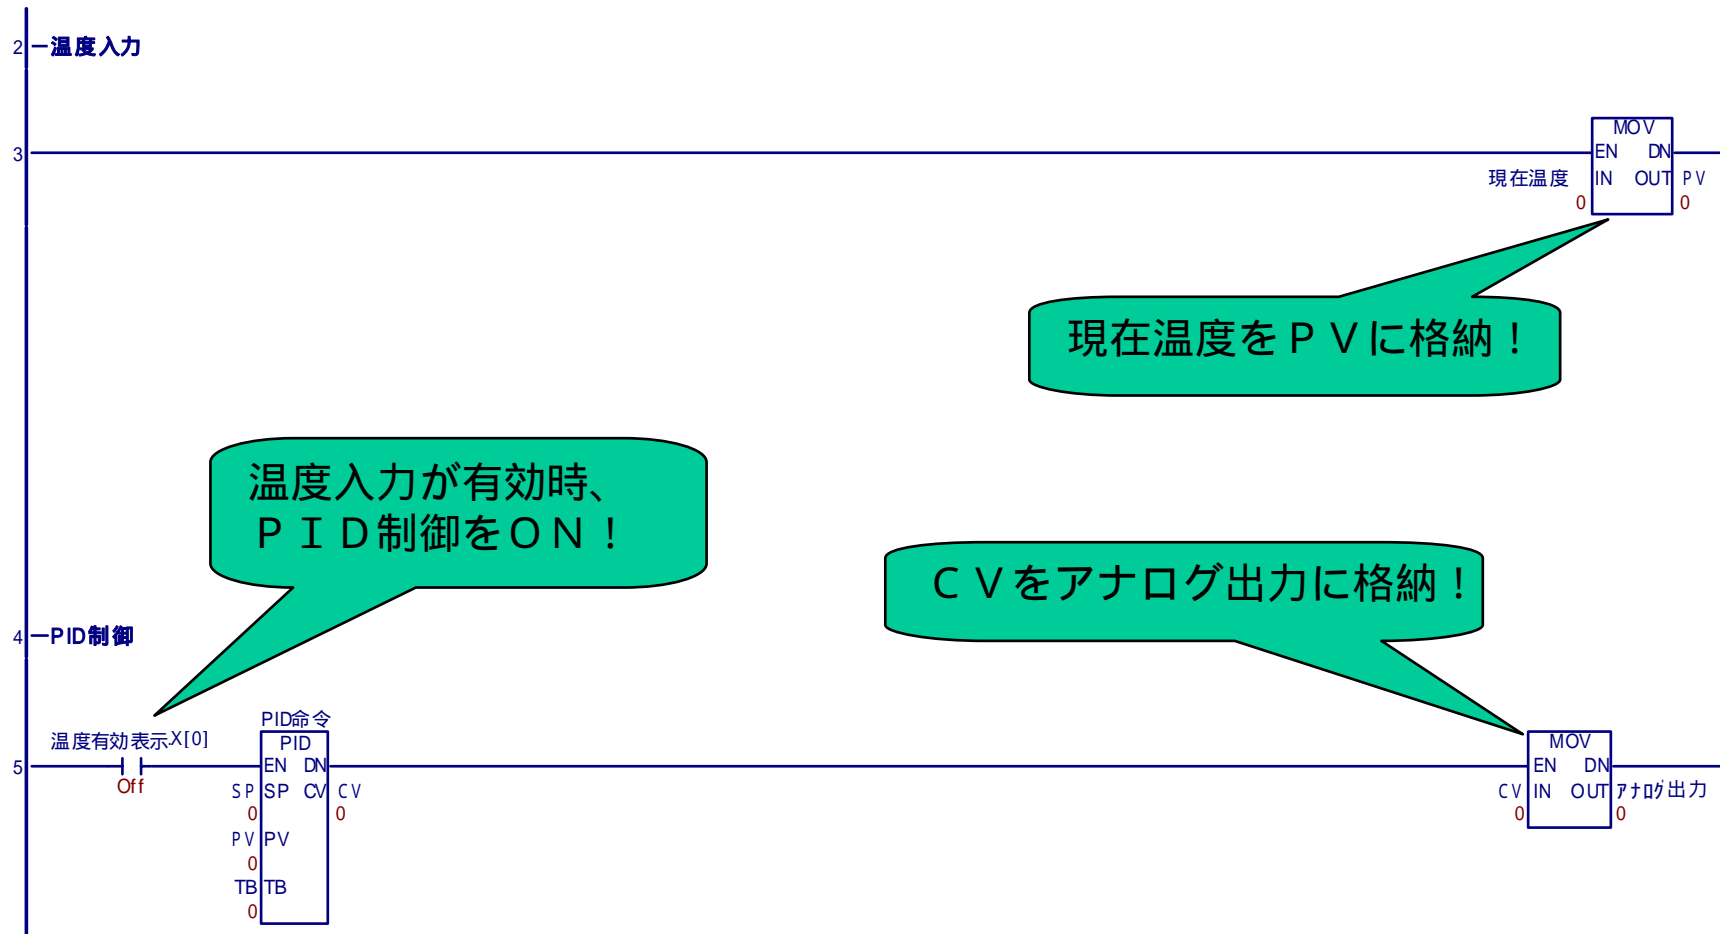 2 温度入力
MOV
3 EN DN
現在温度 IN OUT PV
0 0
現在温度をＰＶに格納！
温度入力が有効時、
ＰＩＤ制御をＯＮ！
ＣＶをアナログ出力に格納！
4 PID制御
PID命令
温度有効表示.X[0] PID MOV
5 EN DN EN DN
Off SP SP CV CV CV IN OUT アナログ出力
0 0 0 0
PV PV
0
TB TB
0